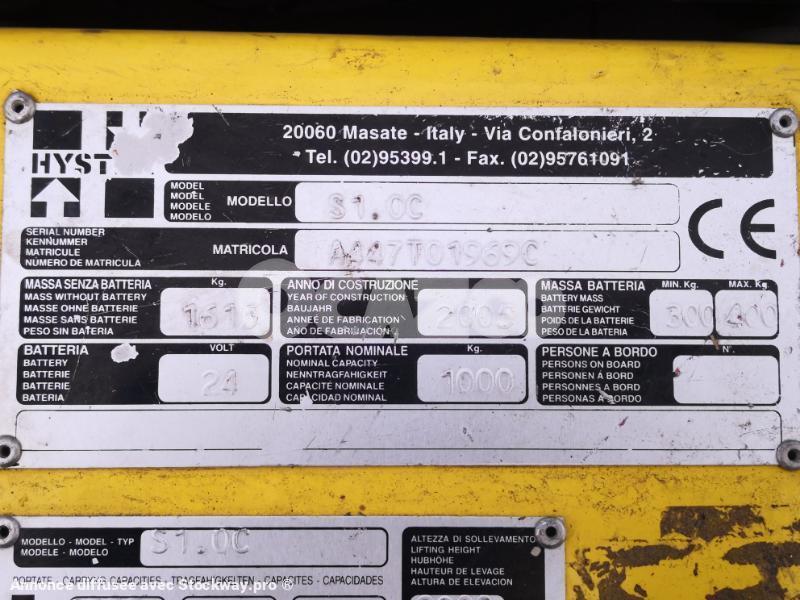 20060 Masate - Italy - Via Confalonieri, 2
Tel. (02)95399.1 - Fax. (02)95761091
HYST
MODEL
MODEL
MODELE
MODELO
MODELLO S1.0C
SERIAL NUMBER
KENNUMMER
MATRICULE
NUMERO DE MATRICULA
MATRICOLA
CE
MASSA SENZA BATTERIA Kg.
MASS WITHOUT BATTERY
MASSE OHNE BATTERIE
MASSE SANS BATTERIE
PESO SIN BATERIA
ANNO DI COSTRUZIONE
YEAR OF CONSTRUCTION
BAUJAHR
ANNEE DE FABRICATION
AÑO DE FABRICACION
2005
MASSA BATTERIA MIN. Kg. MAX. Kg.
BATTERY MASS
BATTERIE GEWICHT
POIDS DE LA BATTERIE
PESO DE LA BATERIA
300
BATTERIA VOLT
BATTERY
BATTERIE
BATTERIE
BATERIA
24
PORTATA NOMINALE Kg.
NOMINAL CAPACITY
NENNTRAGFAHIGKEIT
CAPACITÉ NOMINALE
CAPACIDAD NOMINAL
1000
PERSONE A BORDO N°
PERSONS ON BOARD
PERSONEN Á BORD
PERSONNES A BORD
PERSONAS A BORDO
MODELLO - MODEL - TYP
MODELE - MODELO
S1.0C
ALTEZZA DI SOLLEVAMENTO
LIFTING HEIGHT
HUBHÖHE
HAUTEUR DE LEVAGE
ALTURA DE ELEVACION
PORTATE - CARRYING CAPACITIES - TRAGFAHIGKEITEN - CAPACITES - CAPACIDADES
Annonce diffusée avec Stockway.pro ®